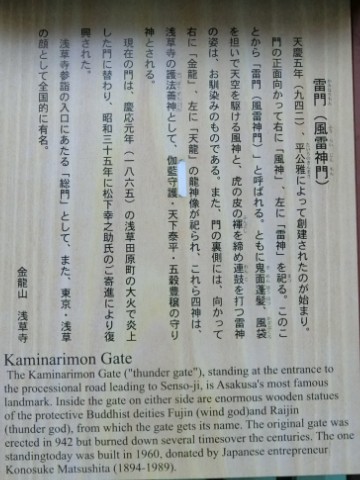 雷門（風雷神門）
天慶五年（九四二）、平公雅によって創建されたのが始まり。
門の正面向かって右に「風神」、左に「雷神」を祀る。このこ
とから「雷門（風雷神門）」と呼ばれる。ともに鬼面蓬髪、風袋
を担いで天空を駆ける風神と、虎の皮の褌を締め連鼓を打つ雷神
の姿は、お馴染みのものである。また、門の裏側には、向かって
右に「金龍」、左に「天龍」の龍神像が祀られ、これら四神は、
浅草寺の護法善神として、伽藍守護・天下泰平・五穀豊穣の守り
神とされる。
現在の門は、慶応元年（一八六五）の浅草田原町の大火で炎上
した門に替わり、昭和三十五年に松下幸之助氏のご寄進により復
興された。
浅草寺参詣の入口にあたる「総門」として、また、東京・浅草
の顔として全国的に有名。
金龍山 浅草寺
Kaminarimon Gate
The Kaminarimon Gate ("thunder gate"), standing at the entrance to
the processional road leading to Senso-ji, is Asakusa's most famous
landmark. Inside the gate on either side are enormous wooden statues
of the protective Buddhist deities Fujin (wind god)and Raijin
(thunder god), from which the gate gets its name. The original gate was
erected in 942 but burned down several timesover the centuries. The one
standingtoday was built in 1960, donated by Japanese entrepreneur
Konosuke Matsushita (1894-1989).